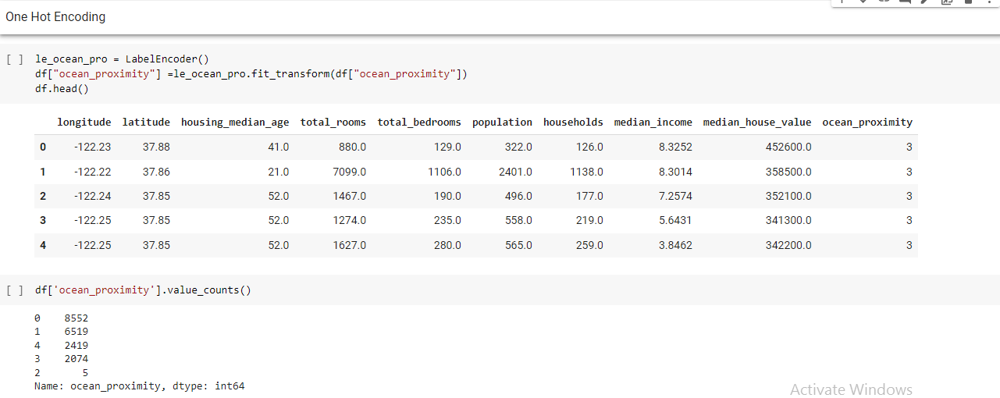 One Hot Encoding
[ ] le_ocean_pro = LabelEncoder()
df["ocean_proximity"] =le_ocean_pro.fit_transform(df["ocean_proximity"])
df.head()
longitude latitude housing_median_age total_rooms total_bedrooms population households median_income median_house_value ocean_proximity
0 -122.23 37.88 41.0 880.0 129.0 322.0 126.0 8.3252 452600.0 3
1 -122.22 37.86 21.0 7099.0 1106.0 2401.0 1138.0 8.3014 358500.0 3
2 -122.24 37.85 52.0 1467.0 190.0 496.0 177.0 7.2574 352100.0 3
3 -122.25 37.85 52.0 1274.0 235.0 558.0 219.0 5.6431 341300.0 3
4 -122.25 37.85 52.0 1627.0 280.0 565.0 259.0 3.8462 342200.0 3
[ ] df['ocean_proximity'].value_counts()
0 8552
1 6519
4 2419
3 2074
2 5
Name: ocean_proximity, dtype: int64
Activate Windows